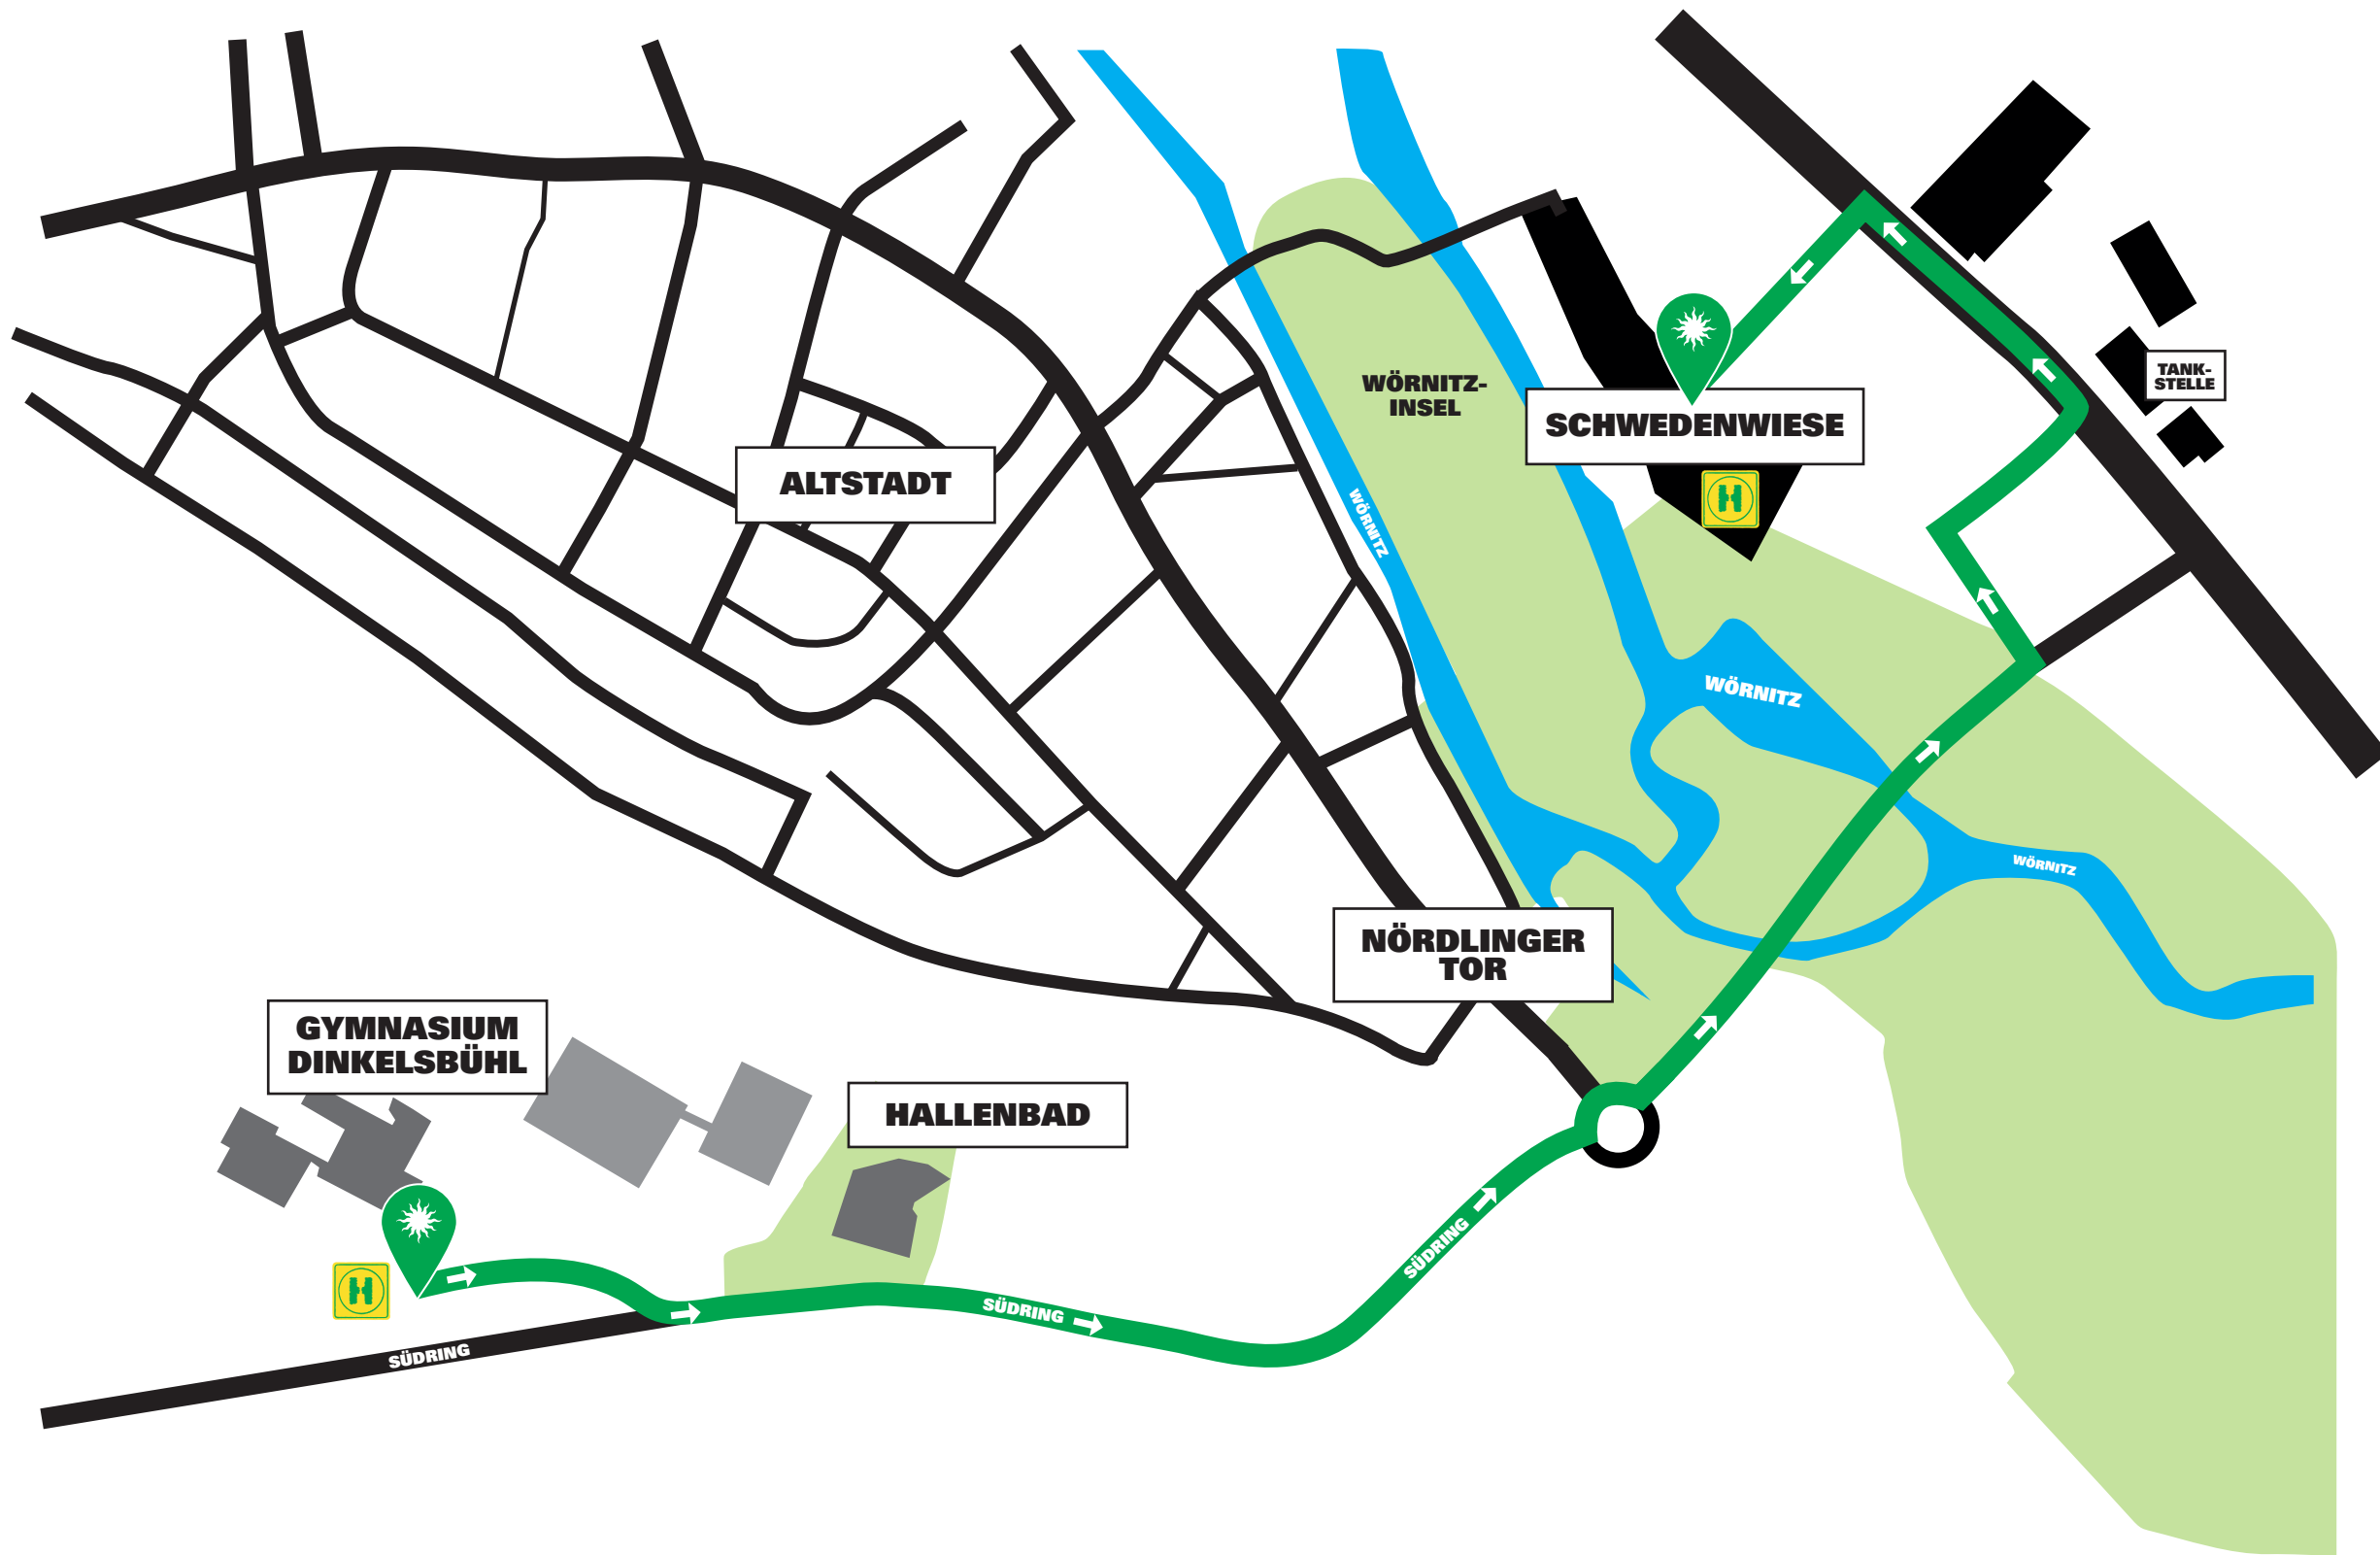 TANK-
STELLE
WÖRNITZ-
INSEL
SCHWEDENWIESE
ALTSTADT
H
WÖRNITZ
WÖRNITZ
WÖRNITZ
NÖRDLINGER
TOR
GYMNASIUM
DINKELSBÜHL
HALLENBAD
H
SÜDRING
SÜDRING
SÜDRING